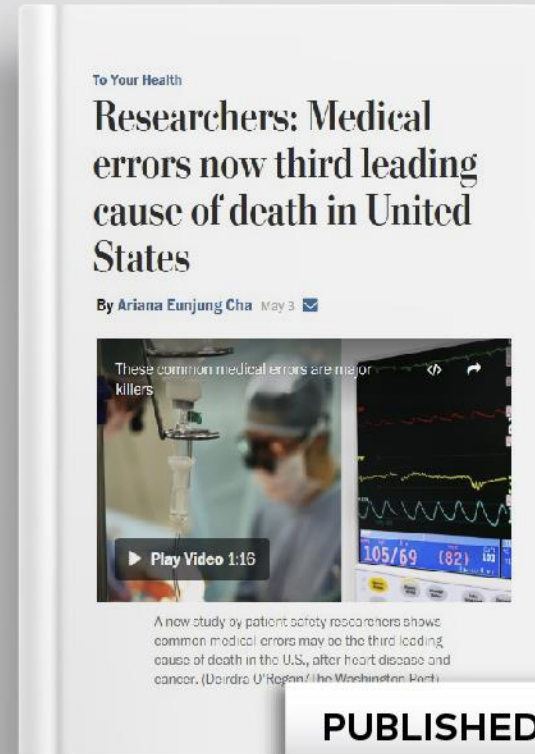 To Your Health
Researchers: Medical
errors now third leading
cause of death in United
States
By Ariana Eunjung Cha May 3
These common medical errors are major
killers
Play Video 1:16
105/69 (82)
A new study by patient safety researchers shows
common medical errors may be the third leading
cause of death in the U.S., after heart disease and
cancer. (Deirdra O'Regan/The Washington Post)
PUBLISHED